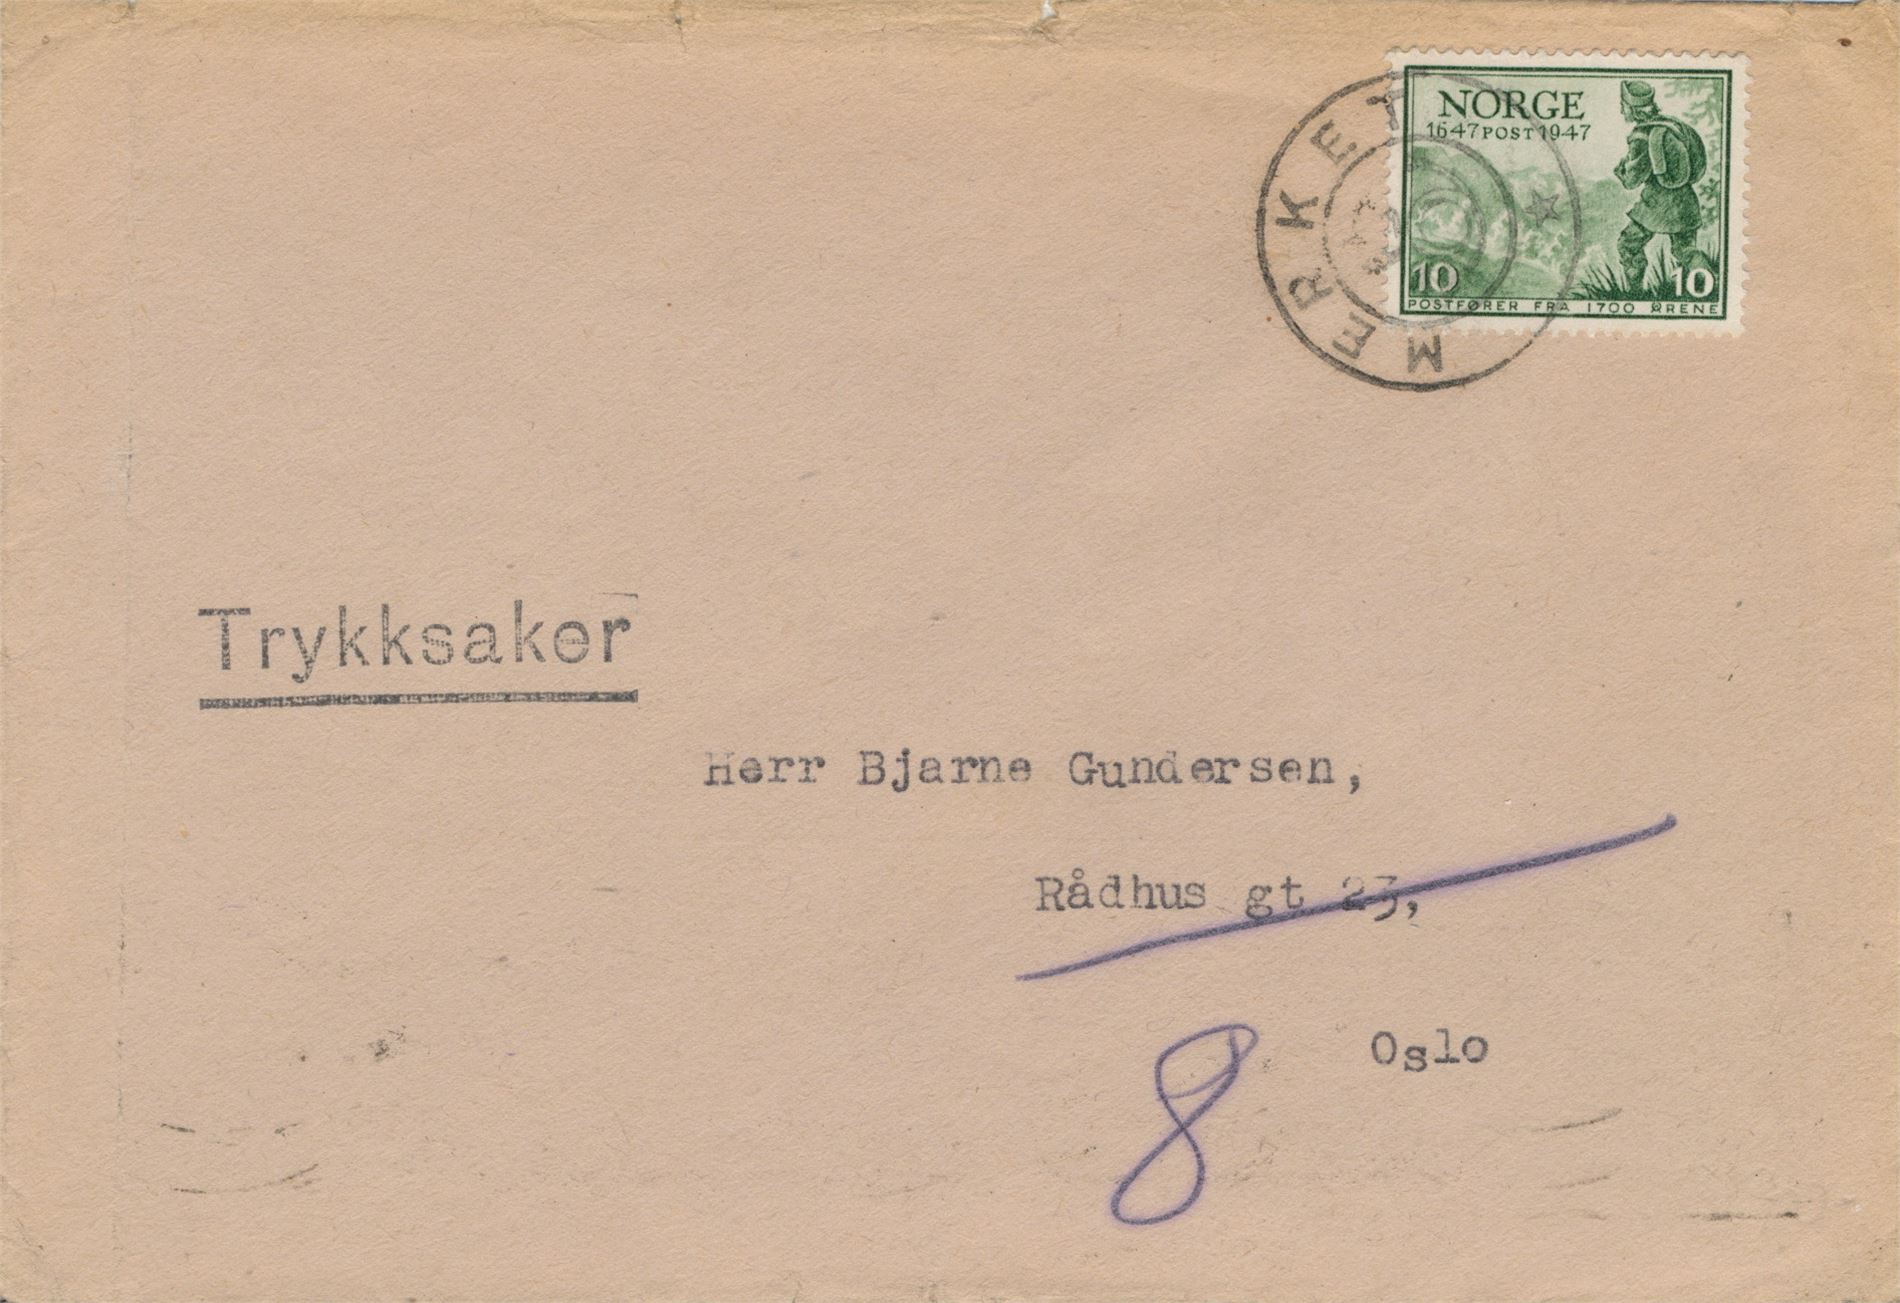 NORGE
1647 POST 1947
10 10
POSTFØRER FRA 1700 ÅRENE
MERKET
Trykksaker
Herr Bjarne Gundersen,
Rådhus gt 23,
Oslo
8